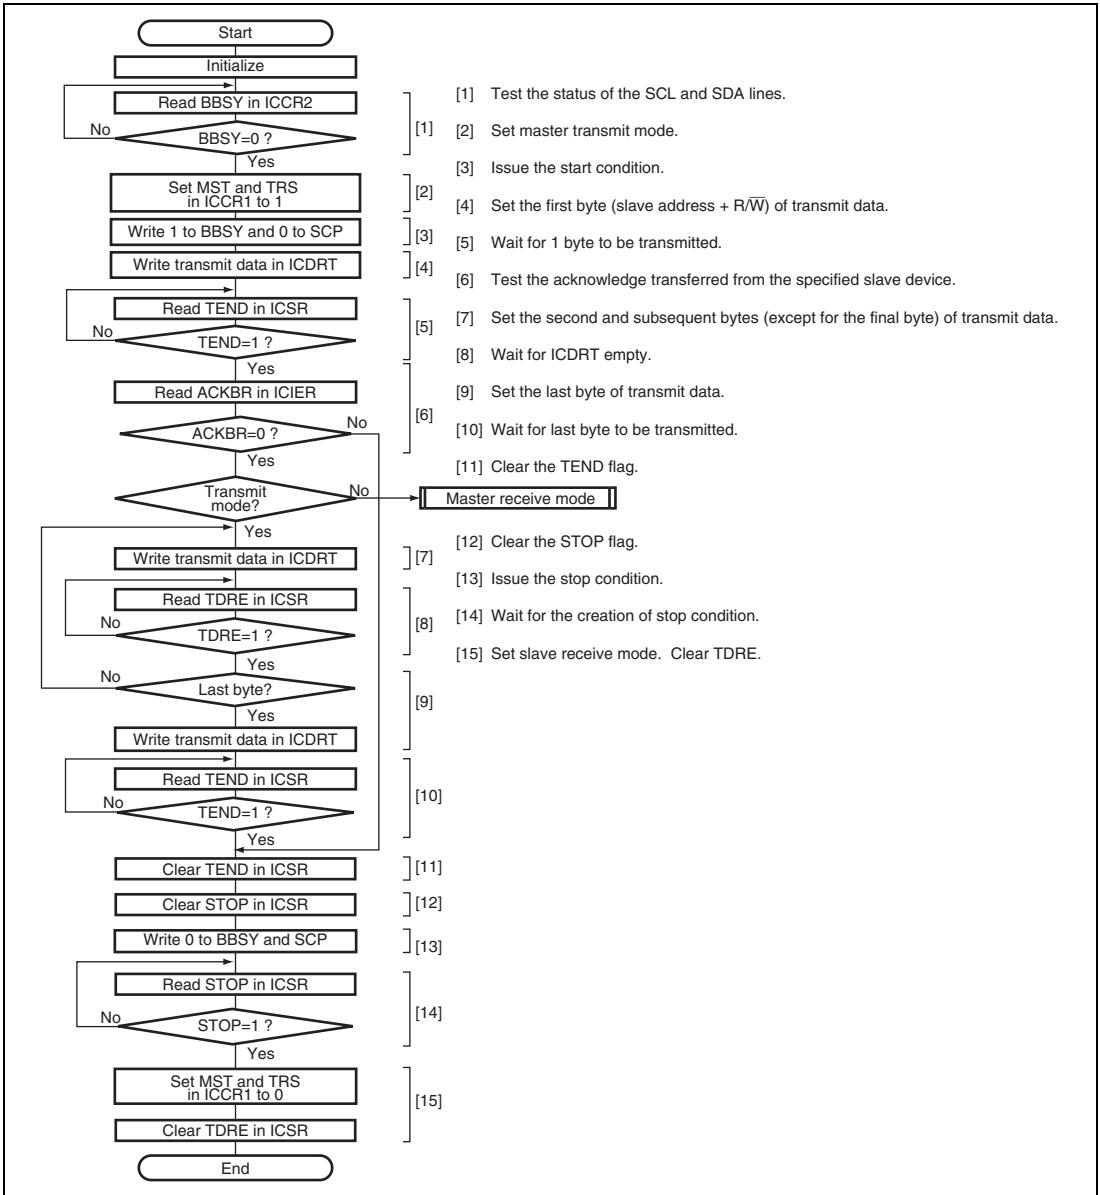 Start
Initialize
Read BBSY in ICCR2
No
BBSY=0 ?
Yes
[1]
Set MST and TRS
in ICCR1 to 1
[2]
Write 1 to BBSY and 0 to SCP
[3]
Write transmit data in ICDRT
[4]
Read TEND in ICSR
No
TEND=1 ?
Yes
[5]
Read ACKBR in ICIER
ACKBR=0 ?
No
Yes
[6]
Transmit
mode?
No
Yes
Master receive mode
Write transmit data in ICDRT
[7]
Read TDRE in ICSR
No
TDRE=1 ?
Yes
[8]
No
Last byte?
Yes
[9]
Write transmit data in ICDRT
Read TEND in ICSR
No
TEND=1 ?
Yes
[10]
Clear TEND in ICSR
[11]
Clear STOP in ICSR
[12]
Write 0 to BBSY and SCP
[13]
Read STOP in ICSR
No
STOP=1 ?
Yes
[14]
Set MST and TRS
in ICCR1 to 0
[15]
Clear TDRE in ICSR
End
[1] Test the status of the SCL and SDA lines.
[2] Set master transmit mode.
[3] Issue the start condition.
[4] Set the first byte (slave address + R/W̅) of transmit data.
[5] Wait for 1 byte to be transmitted.
[6] Test the acknowledge transferred from the specified slave device.
[7] Set the second and subsequent bytes (except for the final byte) of transmit data.
[8] Wait for ICDRT empty.
[9] Set the last byte of transmit data.
[10] Wait for last byte to be transmitted.
[11] Clear the TEND flag.
[12] Clear the STOP flag.
[13] Issue the stop condition.
[14] Wait for the creation of stop condition.
[15] Set slave receive mode. Clear TDRE.